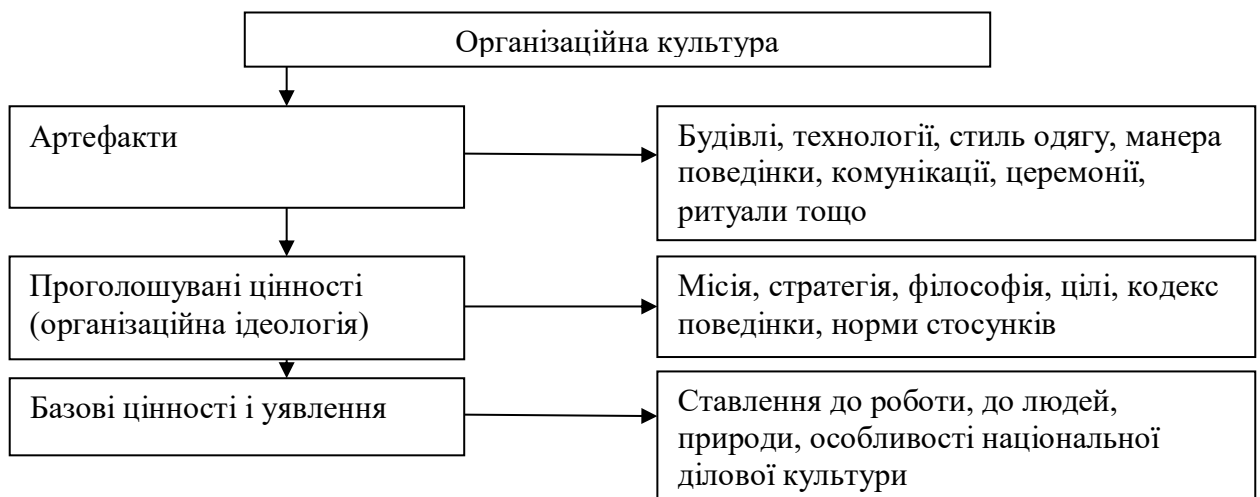 Організаційна культура
Артефакти
Будівлі, технології, стиль одягу, манера
поведінки, комунікації, церемонії,
ритуали тощо
Проголошувані цінності
(організаційна ідеологія)
Місія, стратегія, філософія, цілі, кодекс
поведінки, норми стосунків
Базові цінності і уявлення
Ставлення до роботи, до людей,
природи, особливості національної
ділової культури